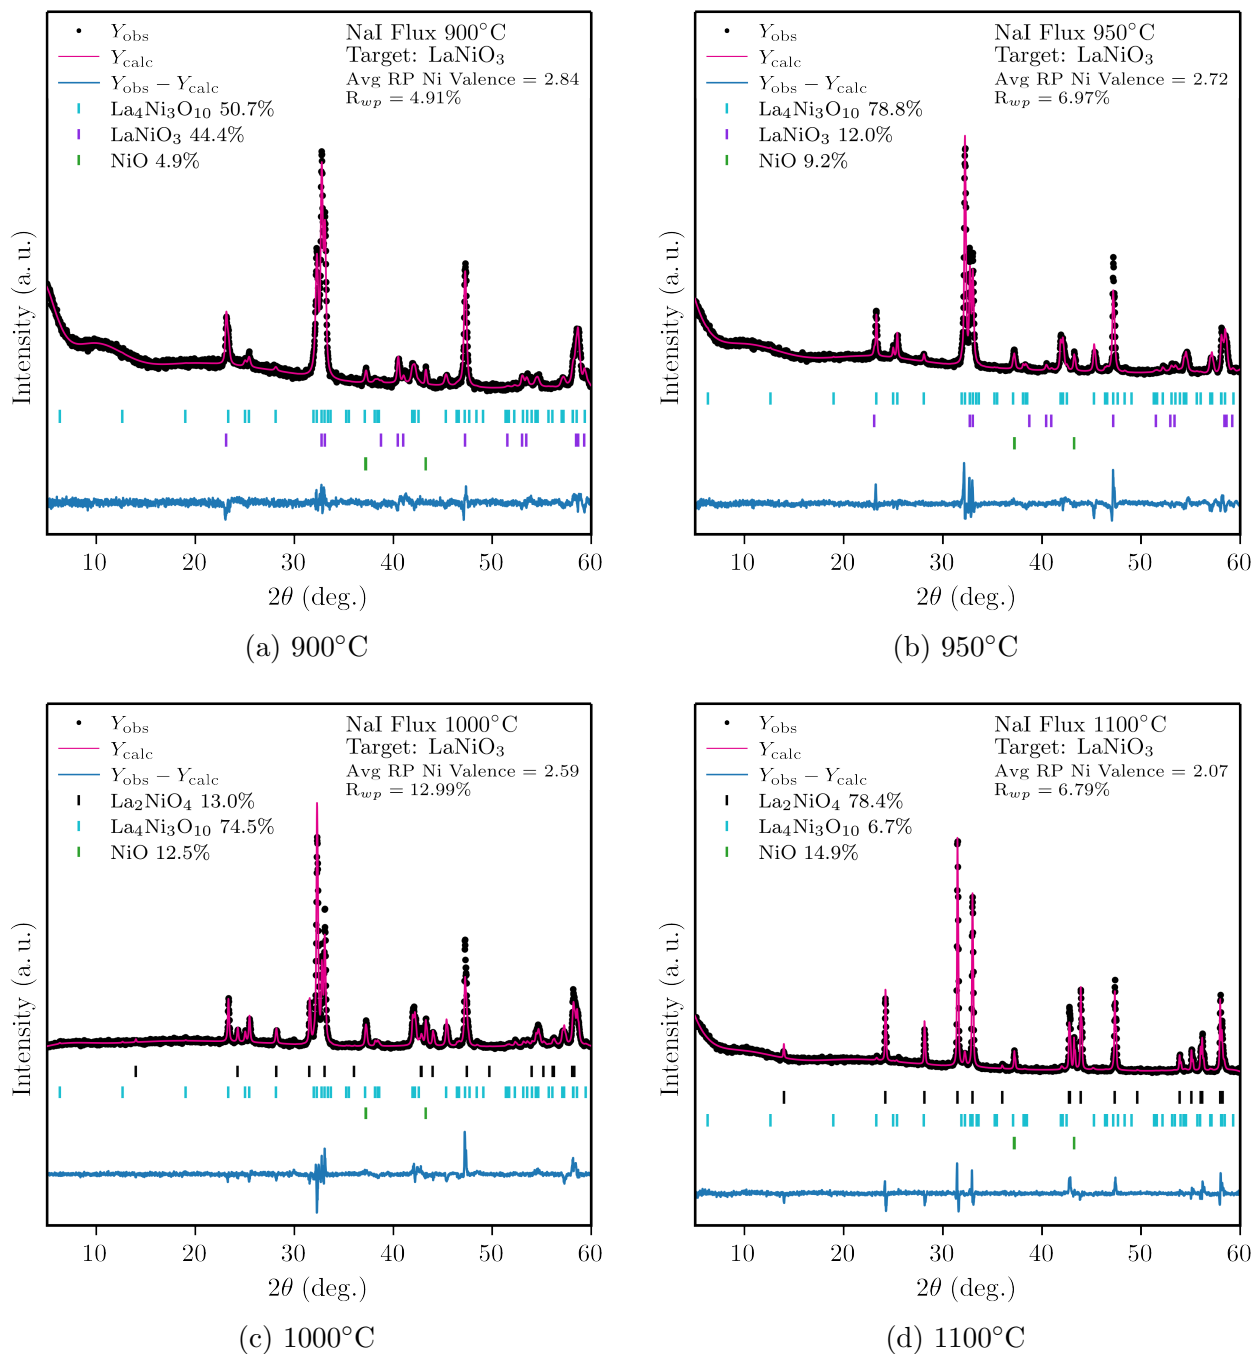 Y_obs
Y_calc
Y_obs − Y_calc
La₄Ni₃O₁₀ 50.7%
LaNiO₃ 44.4%
NiO 4.9%
NaI Flux 900°C
Target: LaNiO₃
Avg RP Ni Valence = 2.84
R_wp = 4.91%
Intensity (a. u.)
10 20 30 40 50 60
2θ (deg.)
(a) 900°C
Y_obs
Y_calc
Y_obs − Y_calc
La₄Ni₃O₁₀ 78.8%
LaNiO₃ 12.0%
NiO 9.2%
NaI Flux 950°C
Target: LaNiO₃
Avg RP Ni Valence = 2.72
R_wp = 6.97%
Intensity (a. u.)
10 20 30 40 50 60
2θ (deg.)
(b) 950°C
Y_obs
Y_calc
Y_obs − Y_calc
La₂NiO₄ 13.0%
La₄Ni₃O₁₀ 74.5%
NiO 12.5%
NaI Flux 1000°C
Target: LaNiO₃
Avg RP Ni Valence = 2.59
R_wp = 12.99%
Intensity (a. u.)
10 20 30 40 50 60
2θ (deg.)
(c) 1000°C
Y_obs
Y_calc
Y_obs − Y_calc
La₂NiO₄ 78.4%
La₄Ni₃O₁₀ 6.7%
NiO 14.9%
NaI Flux 1100°C
Target: LaNiO₃
Avg RP Ni Valence = 2.07
R_wp = 6.79%
Intensity (a. u.)
10 20 30 40 50 60
2θ (deg.)
(d) 1100°C